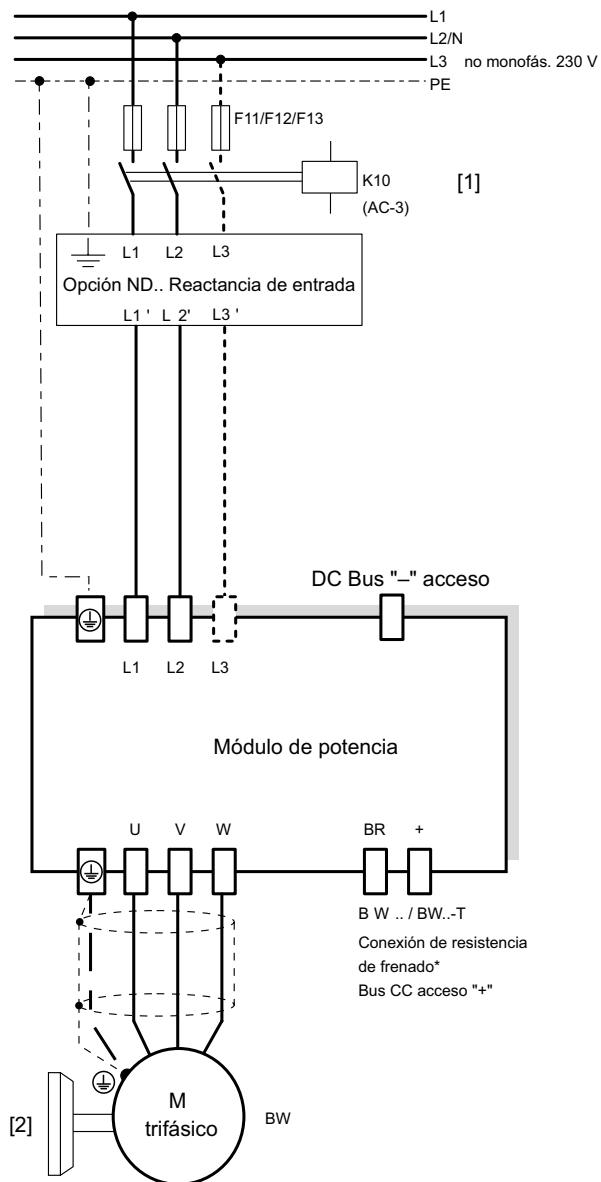 L1
L2/N
L3 no monofás. 230 V
PE
F11/F12/F13
K10
(AC-3)
[1]
L1 L2 L3
Opción ND.. Reactancia de entrada
L1 ' L 2' L3 '
DC Bus "–" acceso
L1 L2 L3
Módulo de potencia
U V W BR +
B W .. / BW..-T
Conexión de resistencia
de frenado*
Bus CC acceso "+"
M
trifásico
BW
[2]